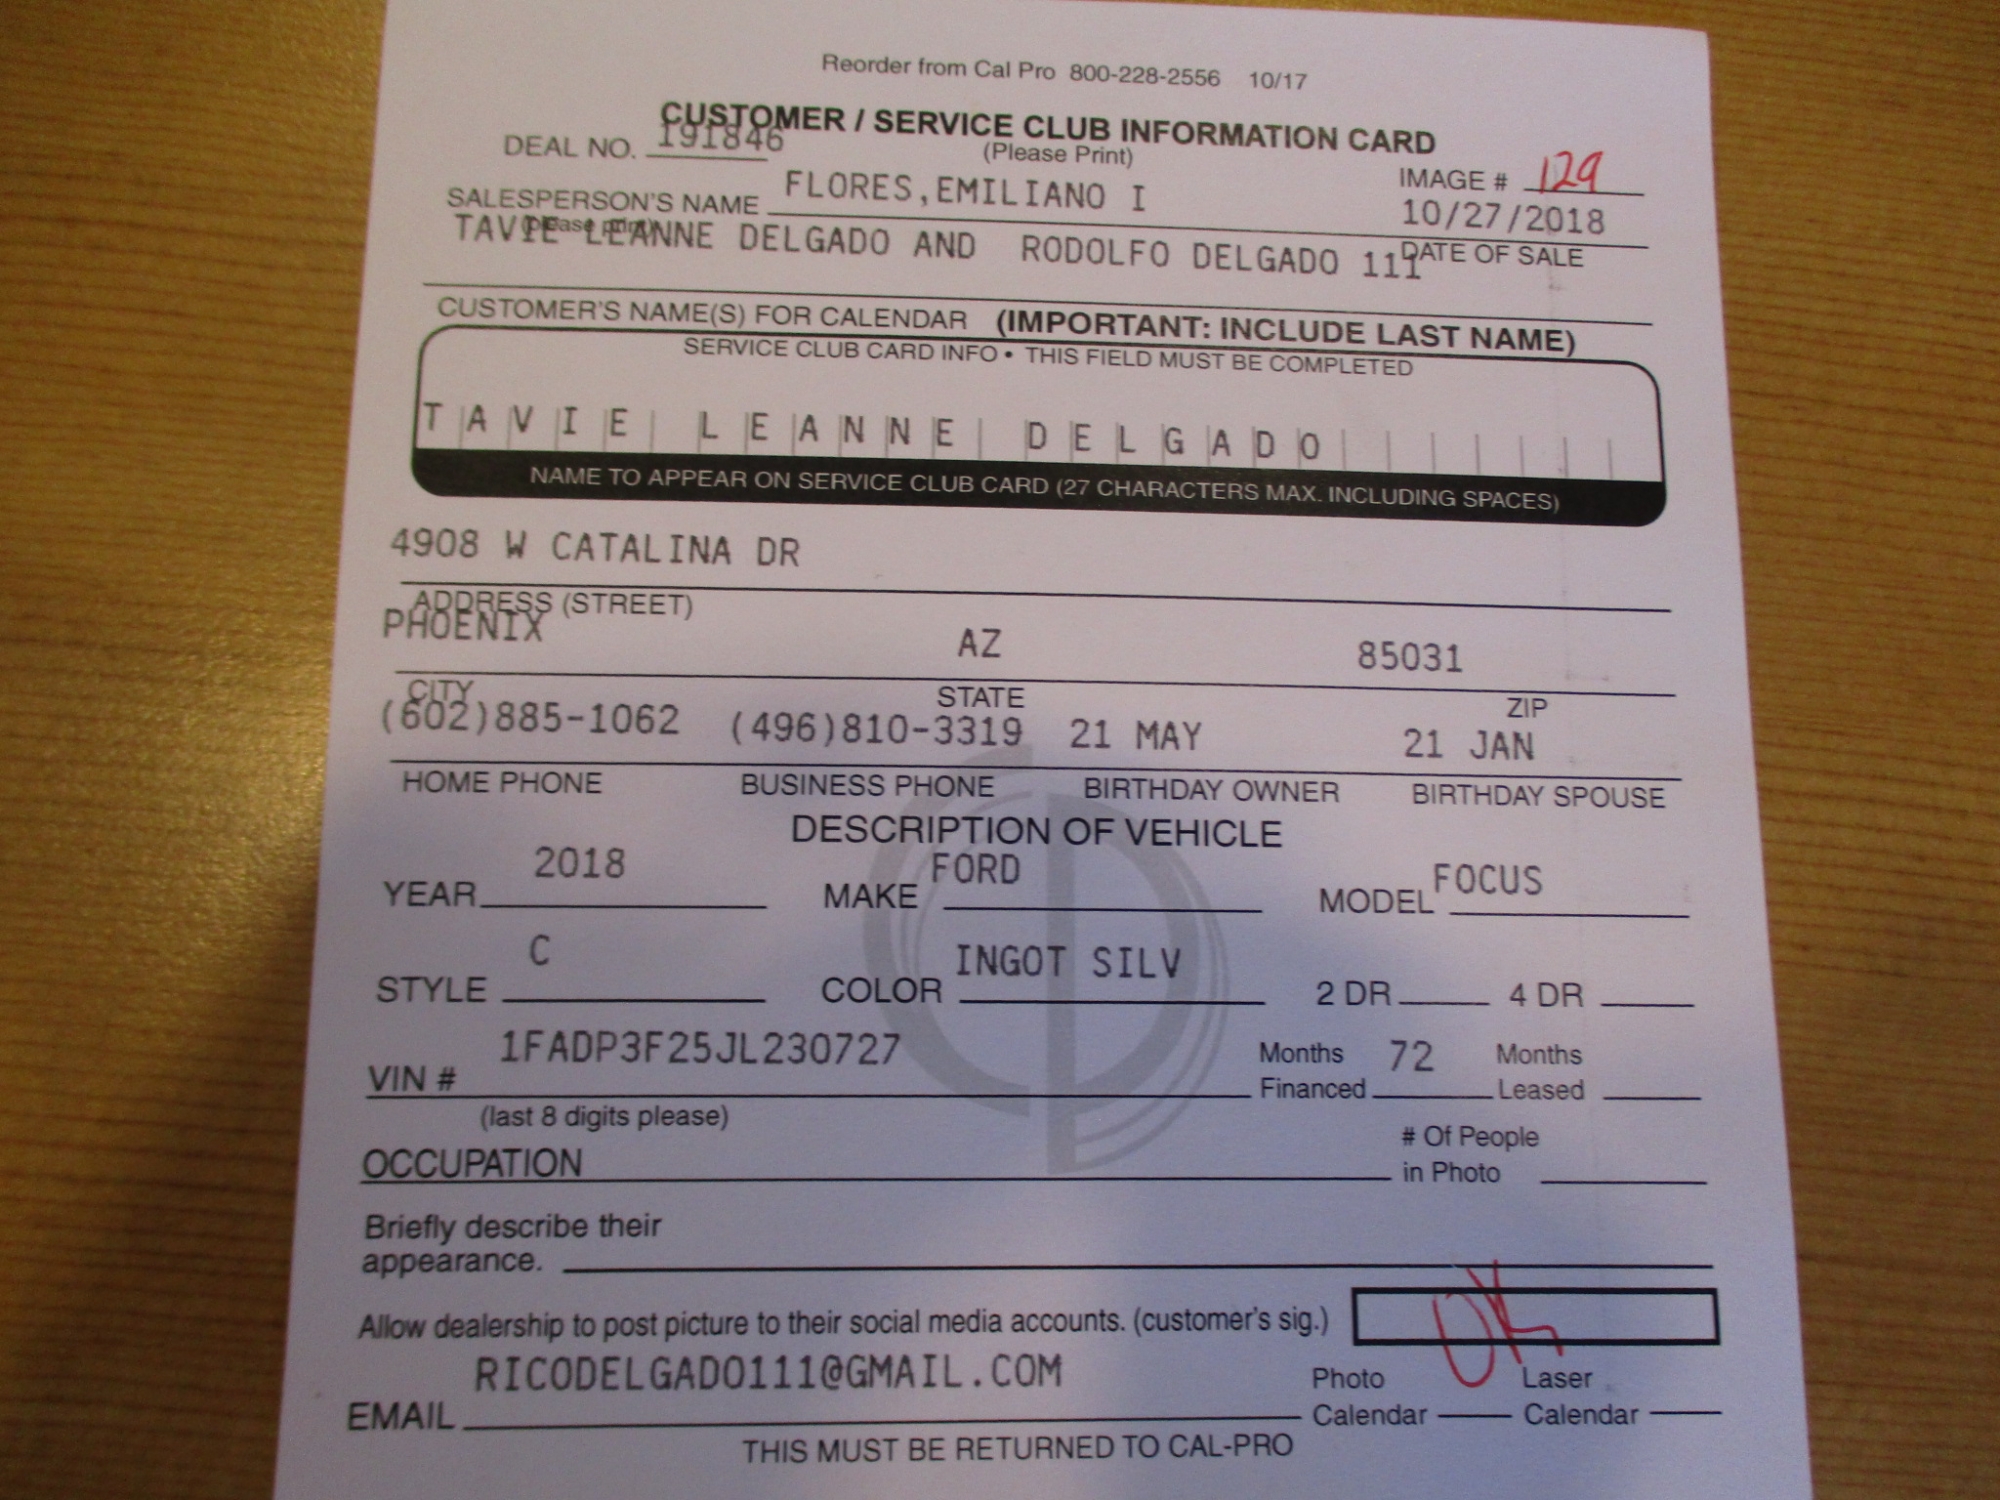 Reorder from Cal Pro 800-228-2556 10/17
CUSTOMER / SERVICE CLUB INFORMATION CARD
(Please Print)
DEAL NO. 191846
IMAGE # 129
SALESPERSON'S NAME FLORES,EMILIANO I
10/27/2018
(please print)
DATE OF SALE
TAVIE LEANNE DELGADO AND RODOLFO DELGADO 111
CUSTOMER'S NAME(S) FOR CALENDAR (IMPORTANT: INCLUDE LAST NAME)
SERVICE CLUB CARD INFO • THIS FIELD MUST BE COMPLETED
TAVIE LEANNE DELGADO
NAME TO APPEAR ON SERVICE CLUB CARD (27 CHARACTERS MAX. INCLUDING SPACES)
4908 W CATALINA DR
ADDRESS (STREET)
PHOENIX AZ 85031
CITY STATE ZIP
(602)885-1062 (496)810-3319 21 MAY 21 JAN
HOME PHONE BUSINESS PHONE BIRTHDAY OWNER BIRTHDAY SPOUSE
DESCRIPTION OF VEHICLE
YEAR 2018 MAKE FORD MODEL FOCUS
STYLE C COLOR INGOT SILV 2 DR 4 DR
VIN # 1FADP3F25JL230727
Months Financed 72 Months Leased
(last 8 digits please)
OCCUPATION
# Of People
in Photo
Briefly describe their
appearance.
Allow dealership to post picture to their social media accounts. (customer's sig.) OK
EMAIL RICODELGADO111@GMAIL.COM
Photo Calendar Laser Calendar
THIS MUST BE RETURNED TO CAL-PRO